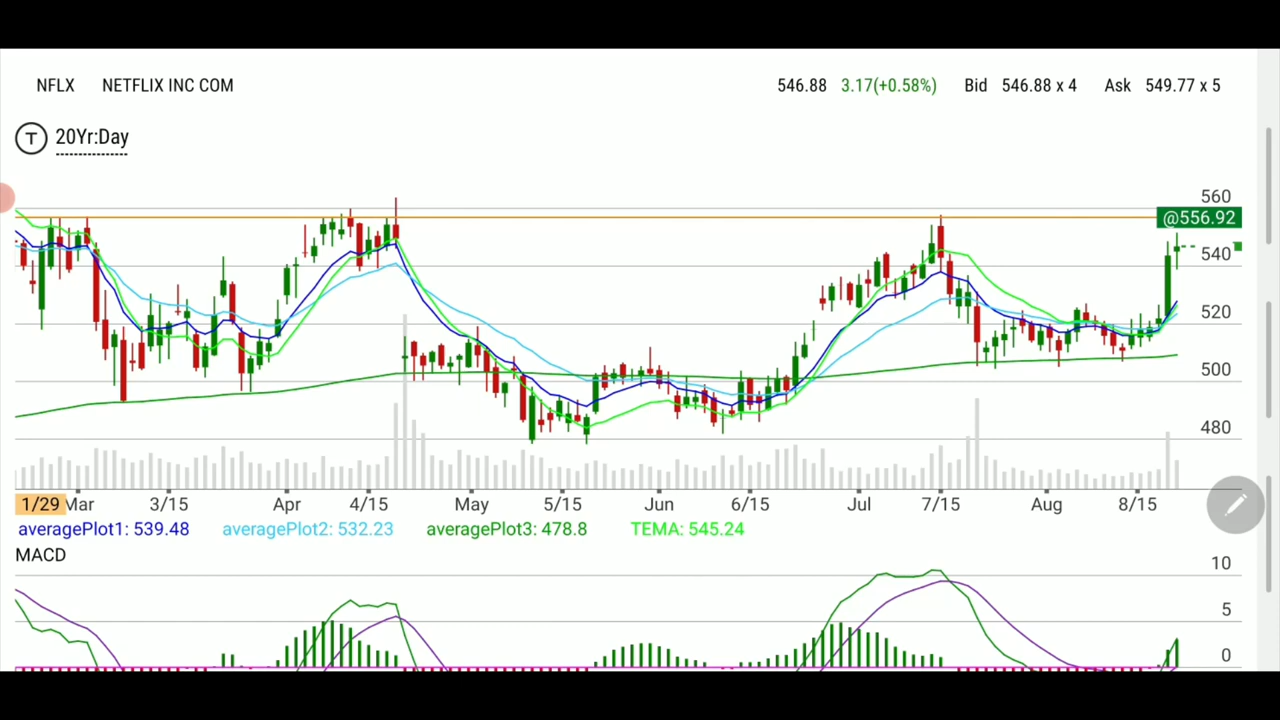 NFLX NETFLIX INC COM 546.88 3.17(+0.58%) Bid 546.88 x 4 Ask 549.77 x 5
T 20Yr:Day
560
@556.92
540
520
500
480
1/29 Mar 3/15 Apr 4/15 May 5/15 Jun 6/15 Jul 7/15 Aug 8/15
averagePlot1: 539.48 averagePlot2: 532.23 averagePlot3: 478.8 TEMA: 545.24
MACD
10
5
0